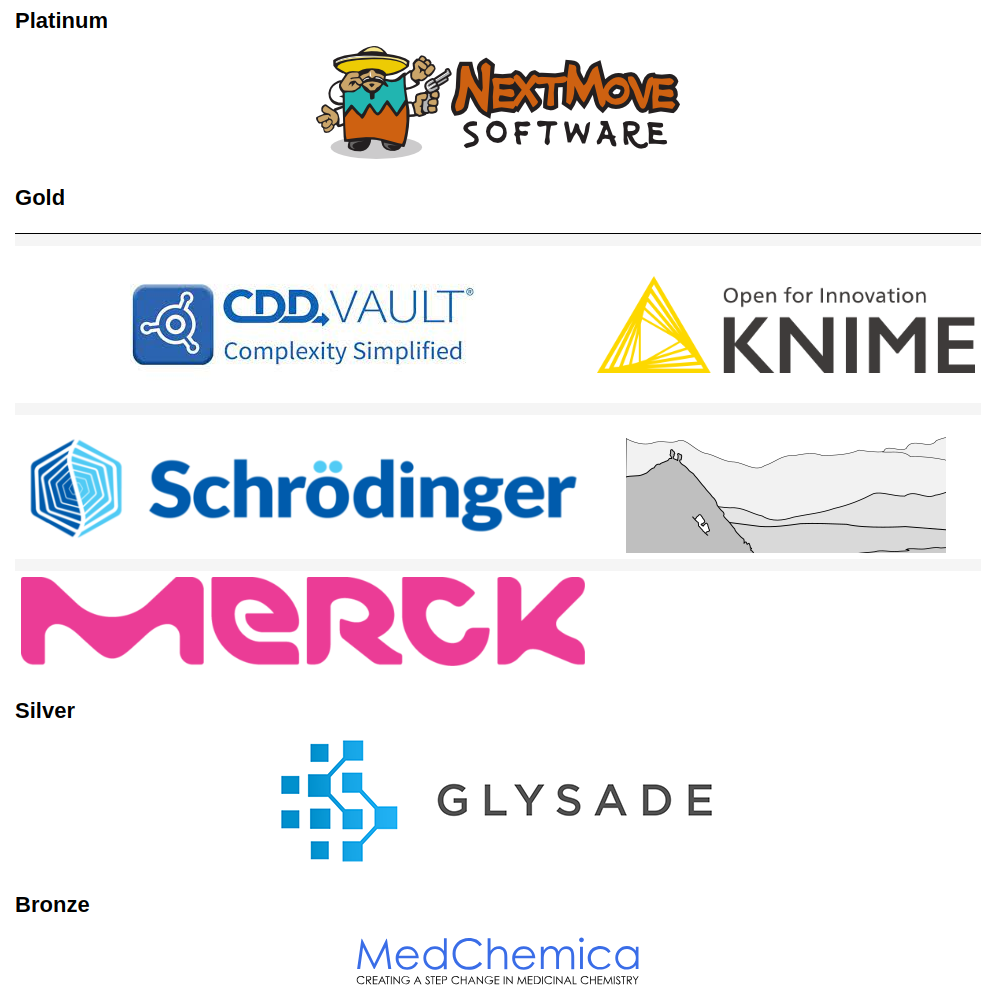 Platinum
NEXTMOVE
SOFTWARE
Gold
CDD VAULT®
Complexity Simplified
Open for Innovation
KNIME
Schrödinger
MERCK
Silver
GLYSADE
Bronze
MedChemica
CREATING A STEP CHANGE IN MEDICINAL CHEMISTRY